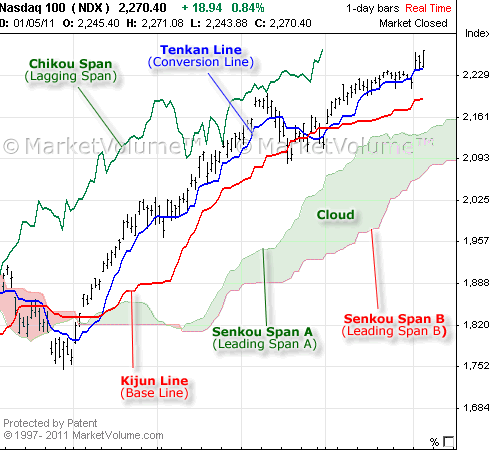 Nasdaq 100 ( NDX ) 2,270.40 + 18.94 0.84% 1-day bars Real Time
D: 01/05/11 O: 2,245.40 H: 2,271.08 L: 2,243.88 C: 2,270.40 Market Closed
Index
Chikou Span
(Lagging Span)
Tenkan Line
(Conversion Line)
2,229
2,161
© MarketVolume™ © MarketVolume™
2,093
2,025
Cloud
1,957
1,888
Senkou Span A
(Leading Span A)
Senkou Span B
(Leading Span B)
1,820
Kijun Line
(Base Line)
1,752
1,684
Protected by Patent
© 1997- 2011 MarketVolume.com
%